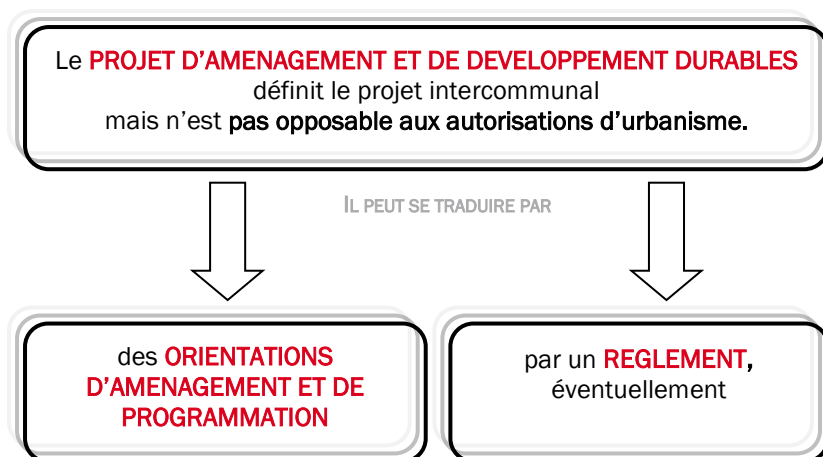 Le PROJET D'AMENAGEMENT ET DE DEVELOPPEMENT DURABLES
définit le projet intercommunal
mais n'est pas opposable aux autorisations d'urbanisme.
IL PEUT SE TRADUIRE PAR
des ORIENTATIONS
D'AMENAGEMENT ET DE
PROGRAMMATION
par un REGLEMENT,
éventuellement